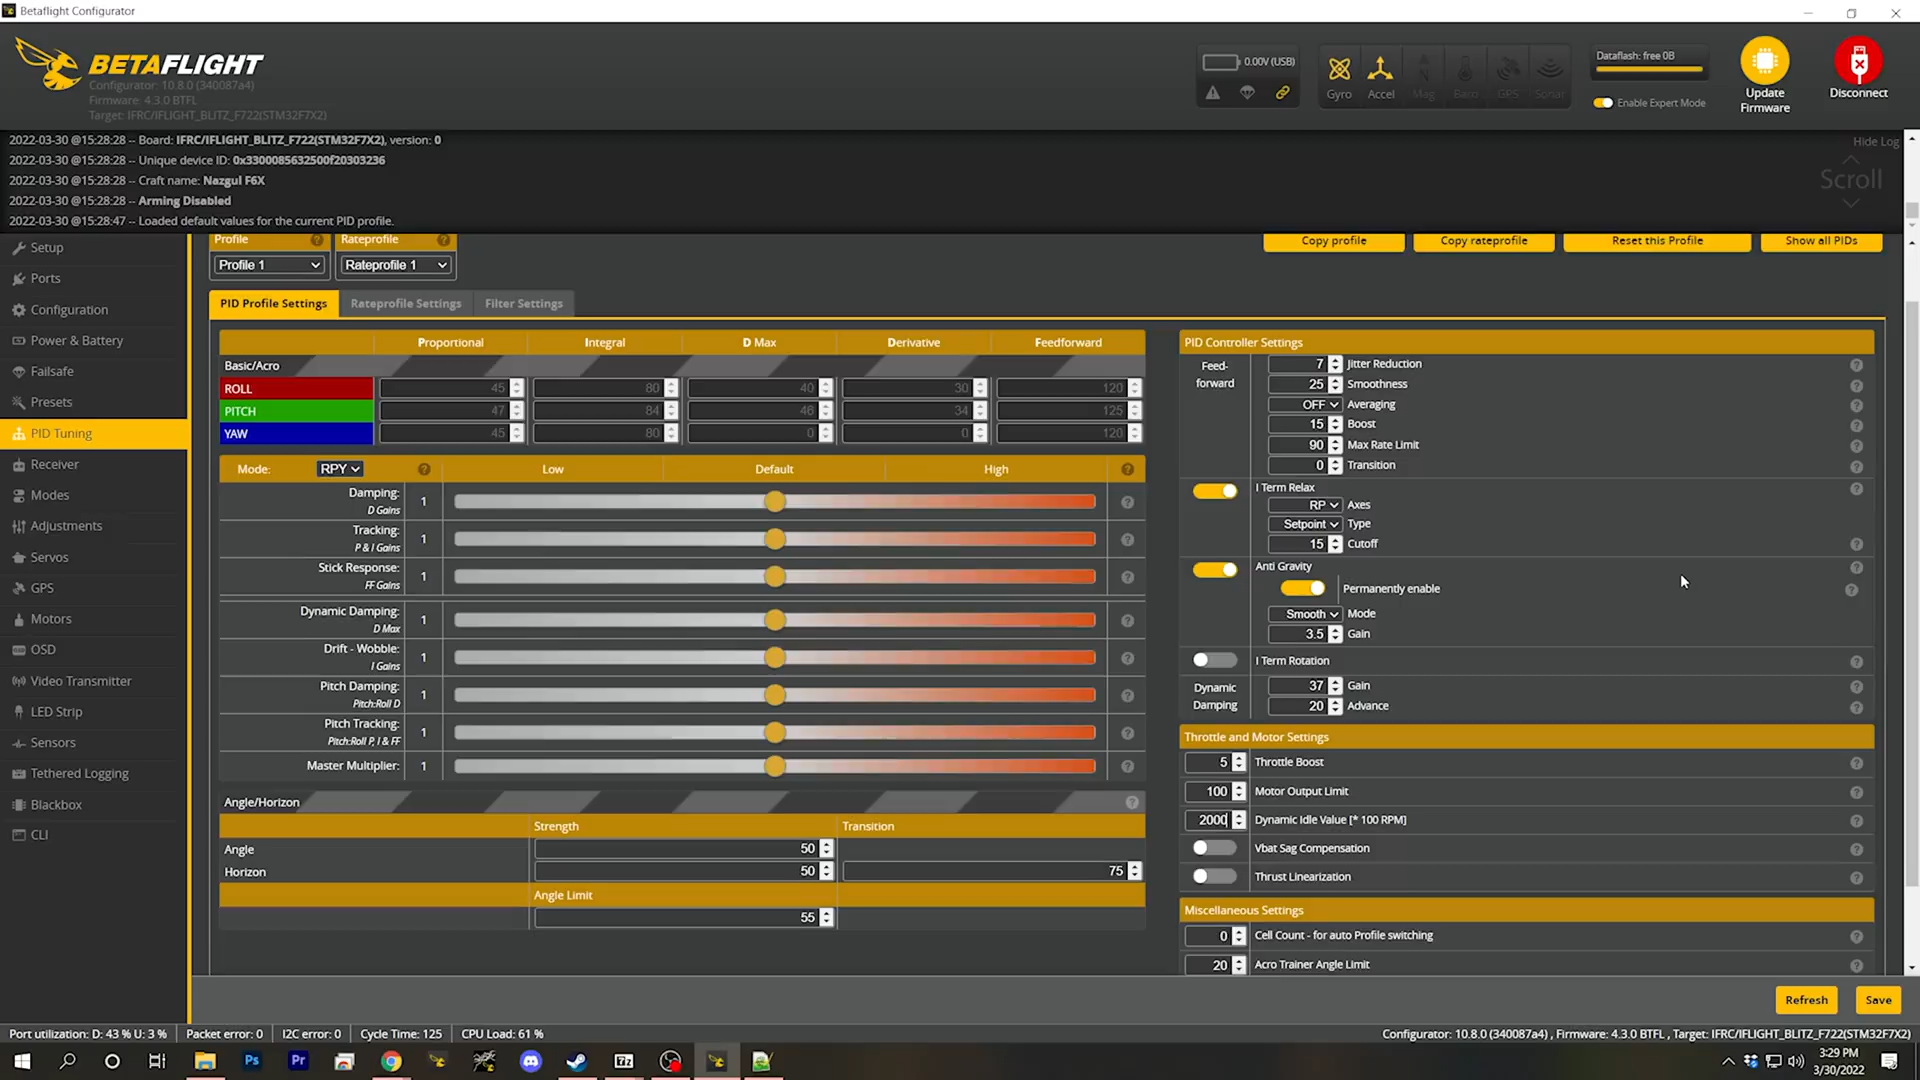 Betaflight Configurator
BETAFLIGHT
Configurator: 10.8.0 (340087a4)
Firmware: 4.3.0 BTFL
Target: IFRC/IFLIGHT_BLITZ_F722(STM32F7X2)
0.00V (USB)
Gyro
Accel
Mag
Baro
GPS
Sonar
Dataflash: free 0B
Enable Expert Mode
Update
Firmware
Disconnect
2022-03-30 @15:28:28 -- Board: IFRC/IFLIGHT_BLITZ_F722(STM32F7X2), version: 0
2022-03-30 @15:28:28 -- Unique device ID: 0x3300085632500f20303236
2022-03-30 @15:28:28 -- Craft name: Nazgul F6X
2022-03-30 @15:28:28 -- Arming Disabled
2022-03-30 @15:28:47 -- Loaded default values for the current PID profile.
Hide Log
Scroll
Setup
Ports
Configuration
Power & Battery
Failsafe
Presets
PID Tuning
Receiver
Modes
Adjustments
Servos
GPS
Motors
OSD
Video Transmitter
LED Strip
Sensors
Tethered Logging
Blackbox
CLI
Profile
Rateprofile
Profile 1
Rateprofile 1
Copy profile
Copy rateprofile
Reset this Profile
Show all PIDs
PID Profile Settings
Rateprofile Settings
Filter Settings
Proportional Integral D Max Derivative Feedforward
Basic/Acro
ROLL 45 80 40 30 120
PITCH 47 84 46 34 125
YAW 45 80 0 0 120
Mode: RPY Low Default High
Damping: 1
D Gains
Tracking: 1
P & I Gains
Stick Response: 1
FF Gains
Dynamic Damping: 1
D Max
Drift - Wobble: 1
I Gains
Pitch Damping: 1
Pitch:Roll D
Pitch Tracking: 1
Pitch:Roll P, I & FF
Master Multiplier: 1
Angle/Horizon
Strength Transition
Angle 50
Horizon 50 75
Angle Limit
55
PID Controller Settings
Feed-
forward
7 Jitter Reduction
25 Smoothness
OFF Averaging
15 Boost
90 Max Rate Limit
0 Transition
I Term Relax
RP Axes
Setpoint Type
15 Cutoff
Anti Gravity
Permanently enable
Smooth Mode
3.5 Gain
I Term Rotation
Dynamic
Damping
37 Gain
20 Advance
Throttle and Motor Settings
5 Throttle Boost
100 Motor Output Limit
2000 Dynamic Idle Value [* 100 RPM]
Vbat Sag Compensation
Thrust Linearization
Miscellaneous Settings
0 Cell Count - for auto Profile switching
20 Acro Trainer Angle Limit
Refresh
Save
Port utilization: D: 43 % U: 3 % Packet error: 0 I2C error: 0 Cycle Time: 125 CPU Load: 61 %
Configurator: 10.8.0 (340087a4) , Firmware: 4.3.0 BTFL , Target: IFRC/IFLIGHT_BLITZ_F722(STM32F7X2)
Ps
Pr
3:29 PM
3/30/2022